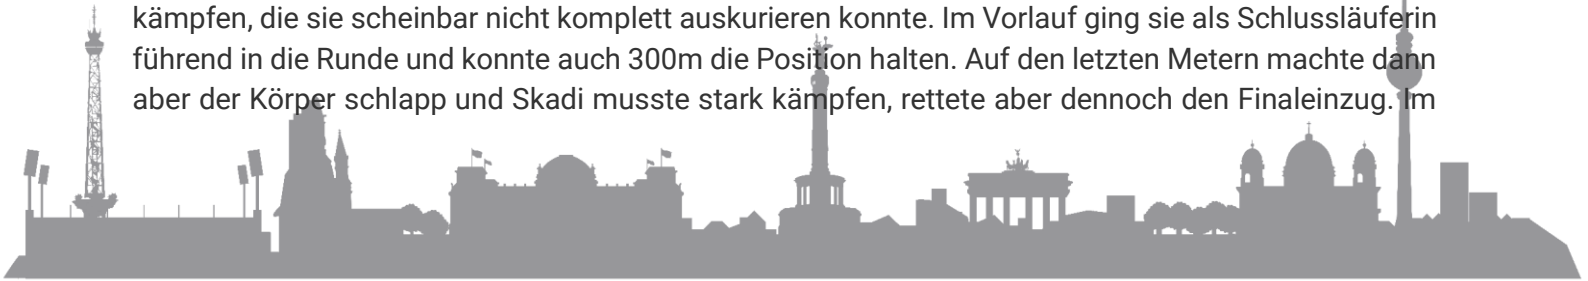 kämpfen, die sie scheinbar nicht komplett auskurieren konnte. Im Vorlauf ging sie als Schlussläuferin
führend in die Runde und konnte auch 300m die Position halten. Auf den letzten Metern machte dann
aber der Körper schlapp und Skadi musste stark kämpfen, rettete aber dennoch den Finaleinzug. Im